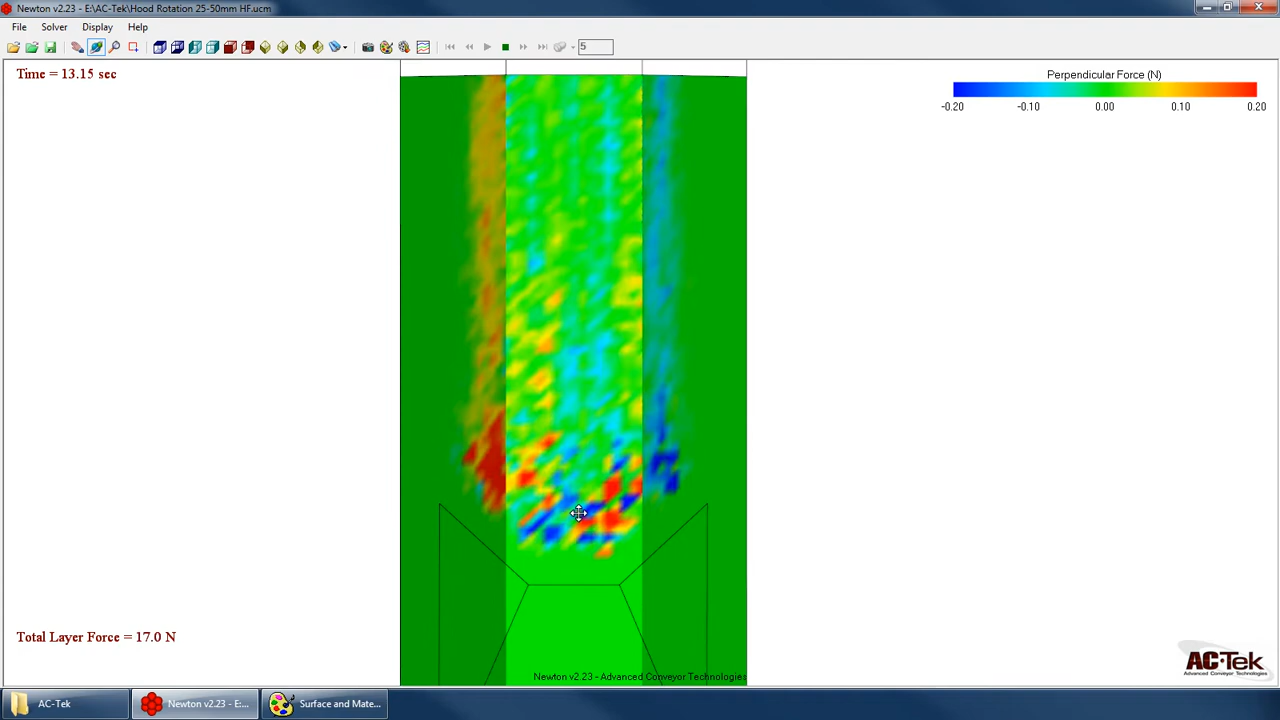 Newton v2.23 - E:\AC-Tek\Hood Rotation 25-50mm HF.ucm
File Solver Display Help
5
Time = 13.15 sec
Perpendicular Force (N)
-0.20 -0.10 0.00 0.10 0.20
Total Layer Force = 17.0 N
AC-Tek
Advanced Conveyor Technologies
Newton v2.23 - Advanced Conveyor Technologies
AC-Tek
Newton v2.23 - E:...
Surface and Mate...